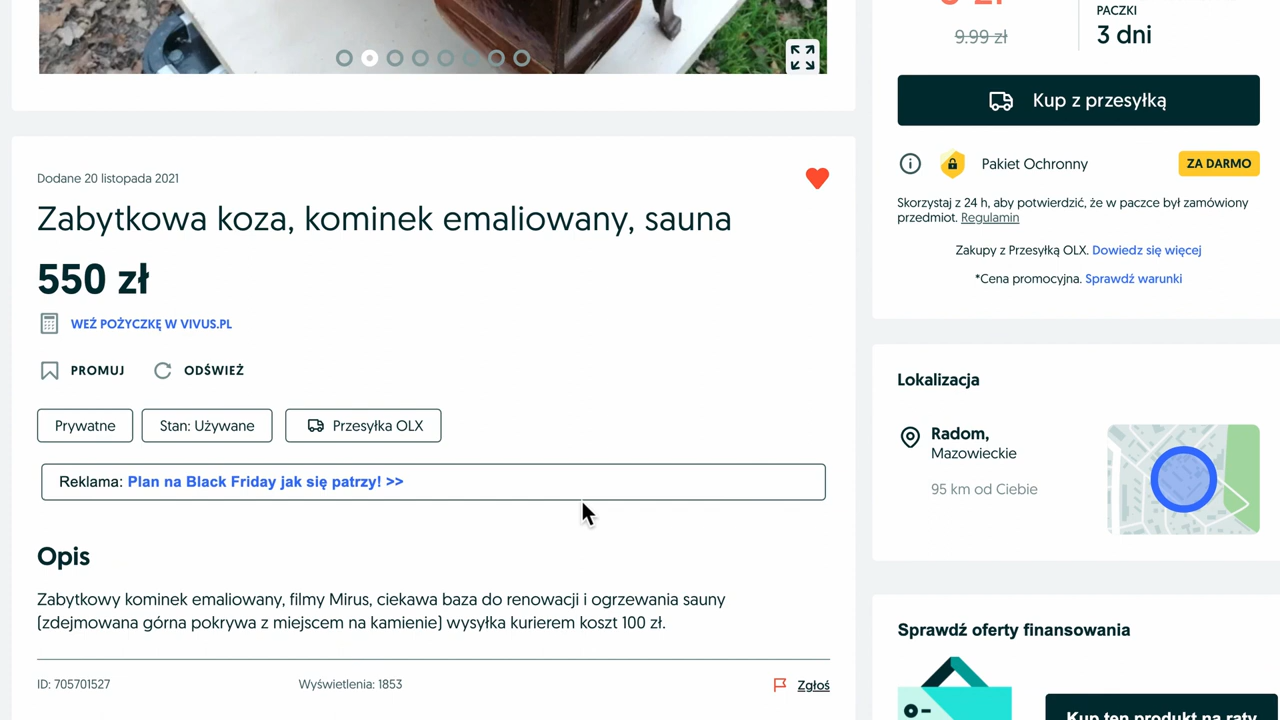 Dodane 20 listopada 2021
Zabytkowa koza, kominek emaliowany, sauna
550 zł
WEŹ POŻYCZKĘ W VIVUS.PL
PROMUJ
ODŚWIEŻ
Prywatne
Stan: Używane
Przesyłka OLX
Reklama: Plan na Black Friday jak się patrzy! >>
Opis
Zabytkowy kominek emaliowany, filmy Mirus, ciekawa baza do renowacji i ogrzewania sauny
(zdejmowana górna pokrywa z miejscem na kamienie) wysyłka kurierem koszt 100 zł.
ID: 705701527
Wyświetlenia: 1853
Zgłoś
9.99 zł
PACZKI
3 dni
Kup z przesyłką
Pakiet Ochronny
ZA DARMO
Skorzystaj z 24 h, aby potwierdzić, że w paczce był zamówiony
przedmiot. Regulamin
Zakupy z Przesyłką OLX. Dowiedz się więcej
*Cena promocyjna. Sprawdź warunki
Lokalizacja
Radom,
Mazowieckie
95 km od Ciebie
Sprawdź oferty finansowania
Kup ten produkt na raty